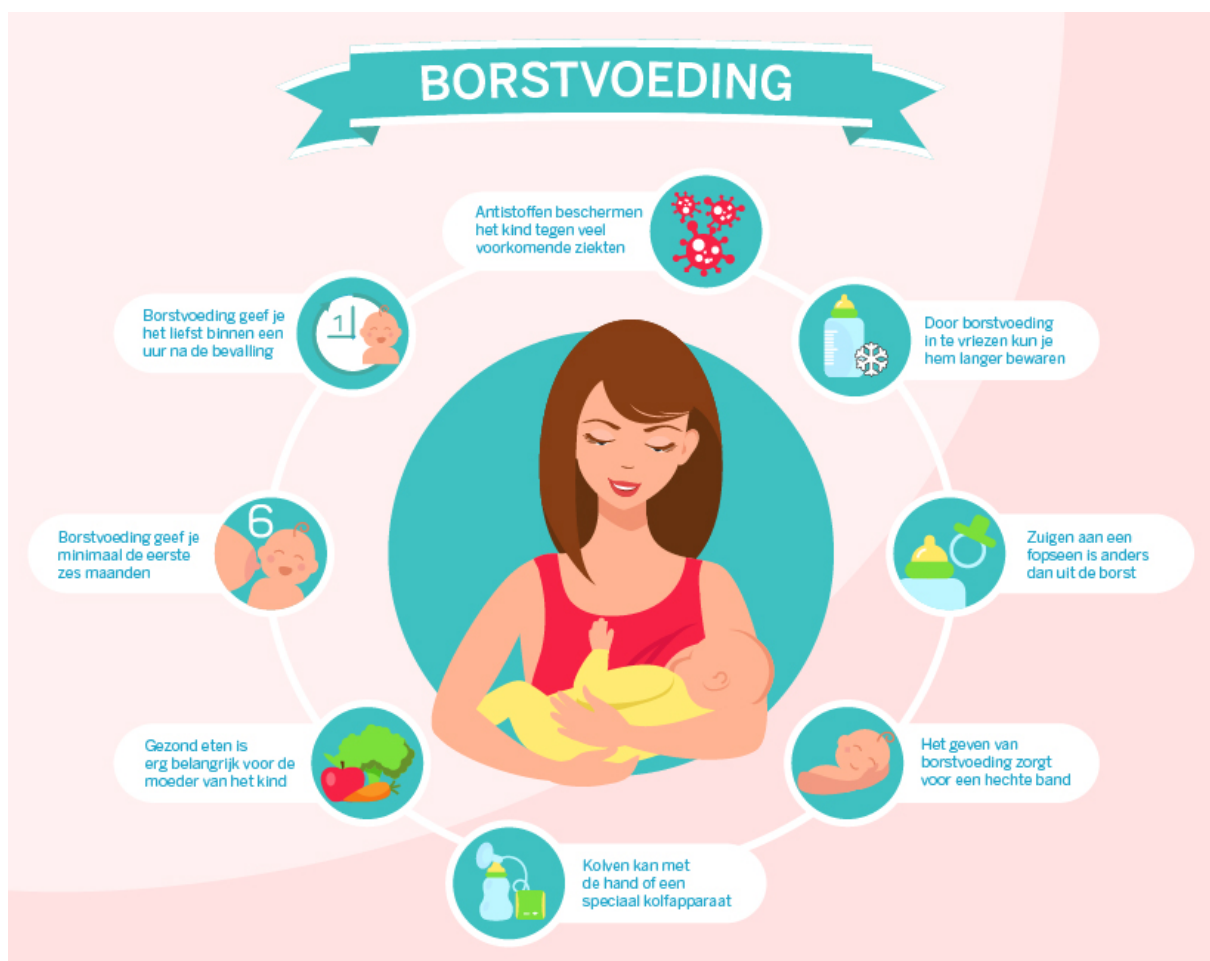 BORSTVOEDING
Antistoffen beschermen
het kind tegen veel
voorkomende ziekten
Door borstvoeding
in te vriezen kun je
hem langer bewaren
Zuigen aan een
fopseen is anders
dan uit de borst
Het geven van
borstvoeding zorgt
voor een hechte band
Kolven kan met
de hand of een
speciaal kolfapparaat
Gezond eten is
erg belangrijk voor de
moeder van het kind
Borstvoeding geef je
minimaal de eerste
zes maanden
6
Borstvoeding geef je
het liefst binnen een
uur na de bevalling
1